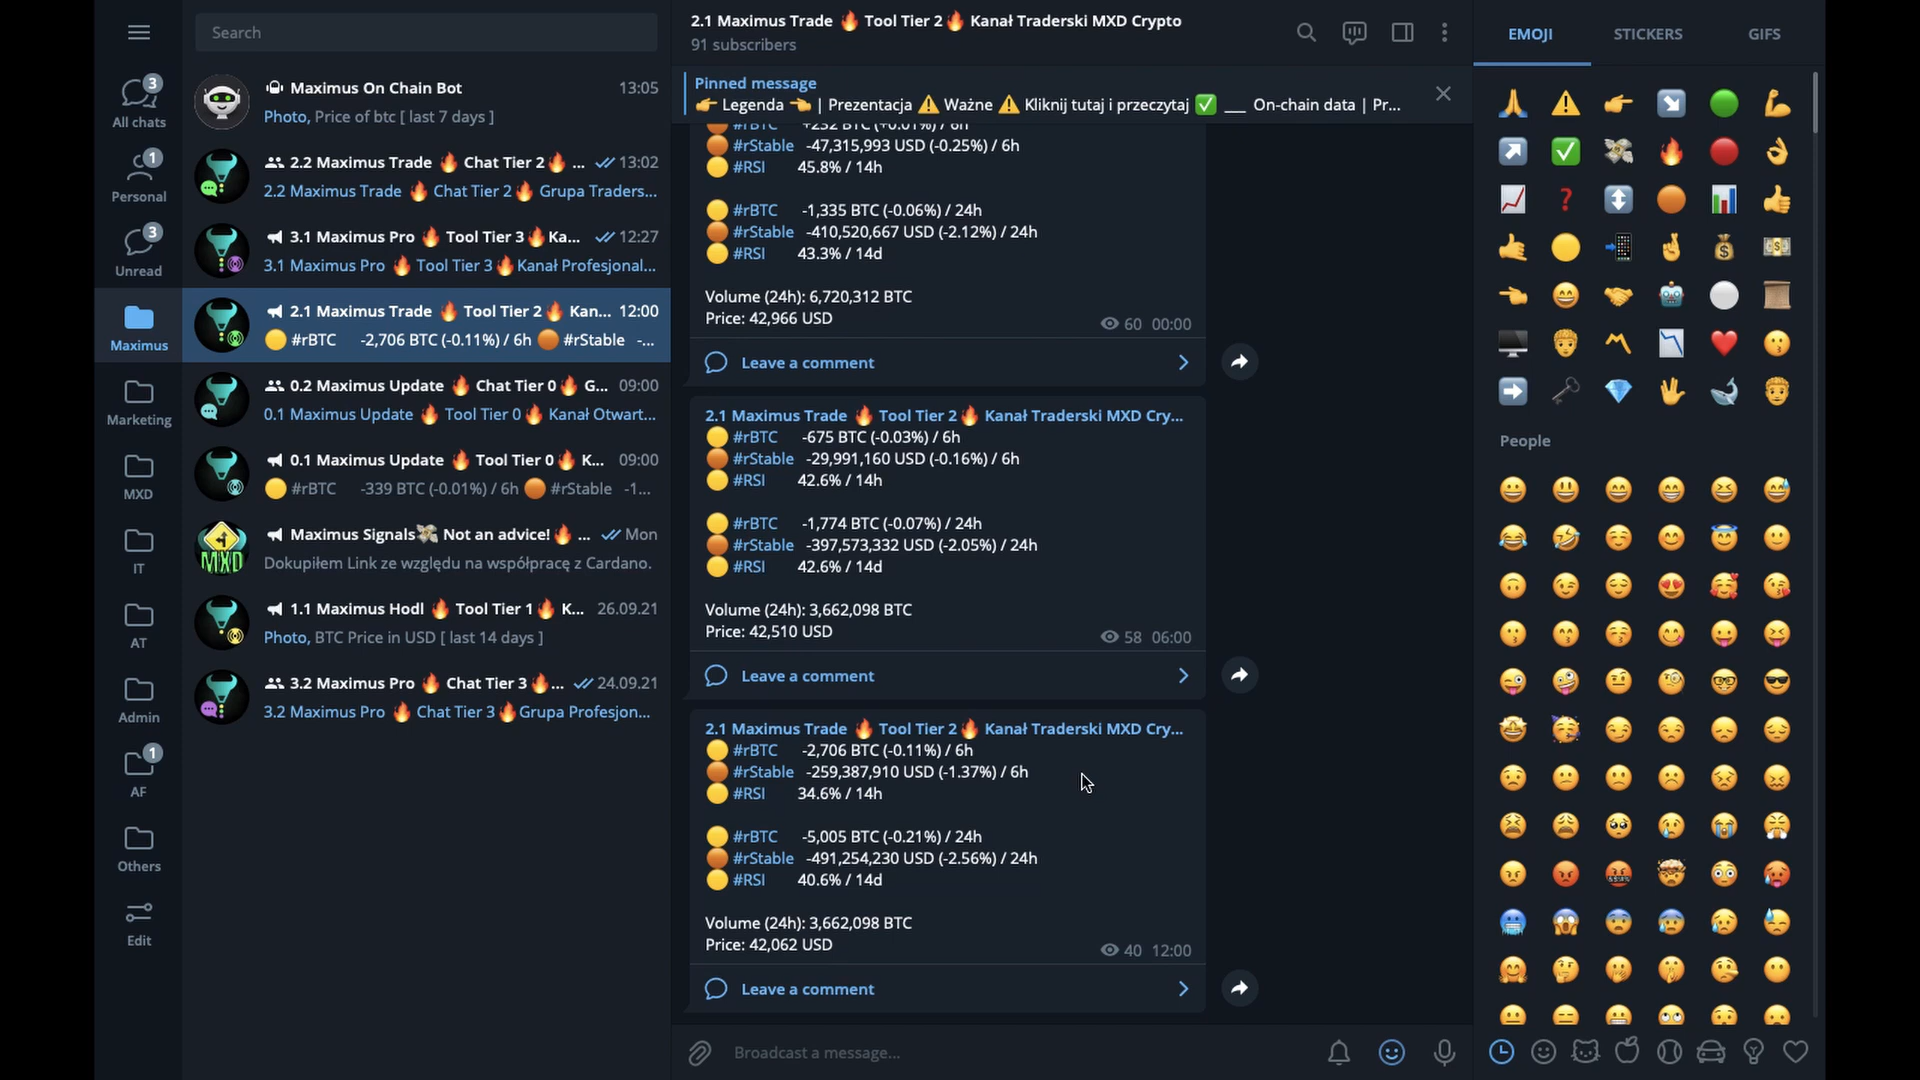 3
All chats
1
Personal
3
Unread
Maximus
Marketing
MXD
IT
AT
Admin
1
AF
Others
Edit
Search
Maximus On Chain Bot 13:05
Photo, Price of btc [ last 7 days ]
2.2 Maximus Trade 🔥 Chat Tier 2🔥 ... 13:02
2.2 Maximus Trade 🔥 Chat Tier 2🔥 Grupa Traders...
3.1 Maximus Pro 🔥 Tool Tier 3🔥Ka... 12:27
3.1 Maximus Pro 🔥 Tool Tier 3🔥Kanał Profesjonal...
2.1 Maximus Trade 🔥 Tool Tier 2🔥 Kan... 12:00
🟡 #rBTC -2,706 BTC (-0.11%) / 6h 🟠 #rStable -...
0.2 Maximus Update 🔥 Chat Tier 0🔥 G... 09:00
0.1 Maximus Update 🔥 Tool Tier 0🔥 Kanał Otwart...
0.1 Maximus Update 🔥 Tool Tier 0🔥 K... 09:00
🟡 #rBTC -339 BTC (-0.01%) / 6h 🟠 #rStable -1...
MXD
Maximus Signals💸 Not an advice!🔥 ... Mon
Dokupiłem Link ze względu na współpracę z Cardano.
1.1 Maximus Hodl 🔥 Tool Tier 1🔥 K... 26.09.21
Photo, BTC Price in USD [ last 14 days ]
3.2 Maximus Pro 🔥 Chat Tier 3🔥... 24.09.21
3.2 Maximus Pro 🔥 Chat Tier 3🔥Grupa Profesjon...
2.1 Maximus Trade 🔥 Tool Tier 2🔥 Kanał Traderski MXD Crypto
91 subscribers
Pinned message
👉 Legenda 👈 | Prezentacja ⚠️ Ważne ⚠️ Kliknij tutaj i przeczytaj ✅ ___ On-chain data | Pr...
🟠 #rBTC +232 BTC (+0.01%) / 6h
🟠 #rStable -47,315,993 USD (-0.25%) / 6h
🟡 #RSI 45.8% / 14h
🟡 #rBTC -1,335 BTC (-0.06%) / 24h
🟠 #rStable -410,520,667 USD (-2.12%) / 24h
🟡 #RSI 43.3% / 14d
Volume (24h): 6,720,312 BTC
Price: 42,966 USD
60 00:00
Leave a comment
2.1 Maximus Trade 🔥 Tool Tier 2🔥 Kanał Traderski MXD Cry...
🟡 #rBTC -675 BTC (-0.03%) / 6h
🟠 #rStable -29,991,160 USD (-0.16%) / 6h
🟡 #RSI 42.6% / 14h
🟡 #rBTC -1,774 BTC (-0.07%) / 24h
🟠 #rStable -397,573,332 USD (-2.05%) / 24h
🟡 #RSI 42.6% / 14d
Volume (24h): 3,662,098 BTC
Price: 42,510 USD
58 06:00
Leave a comment
2.1 Maximus Trade 🔥 Tool Tier 2🔥 Kanał Traderski MXD Cry...
🟡 #rBTC -2,706 BTC (-0.11%) / 6h
🟠 #rStable -259,387,910 USD (-1.37%) / 6h
🟡 #RSI 34.6% / 14h
🟡 #rBTC -5,005 BTC (-0.21%) / 24h
🟠 #rStable -491,254,230 USD (-2.56%) / 24h
🟡 #RSI 40.6% / 14d
Volume (24h): 3,662,098 BTC
Price: 42,062 USD
40 12:00
Leave a comment
Broadcast a message...
EMOJI STICKERS GIFS
People